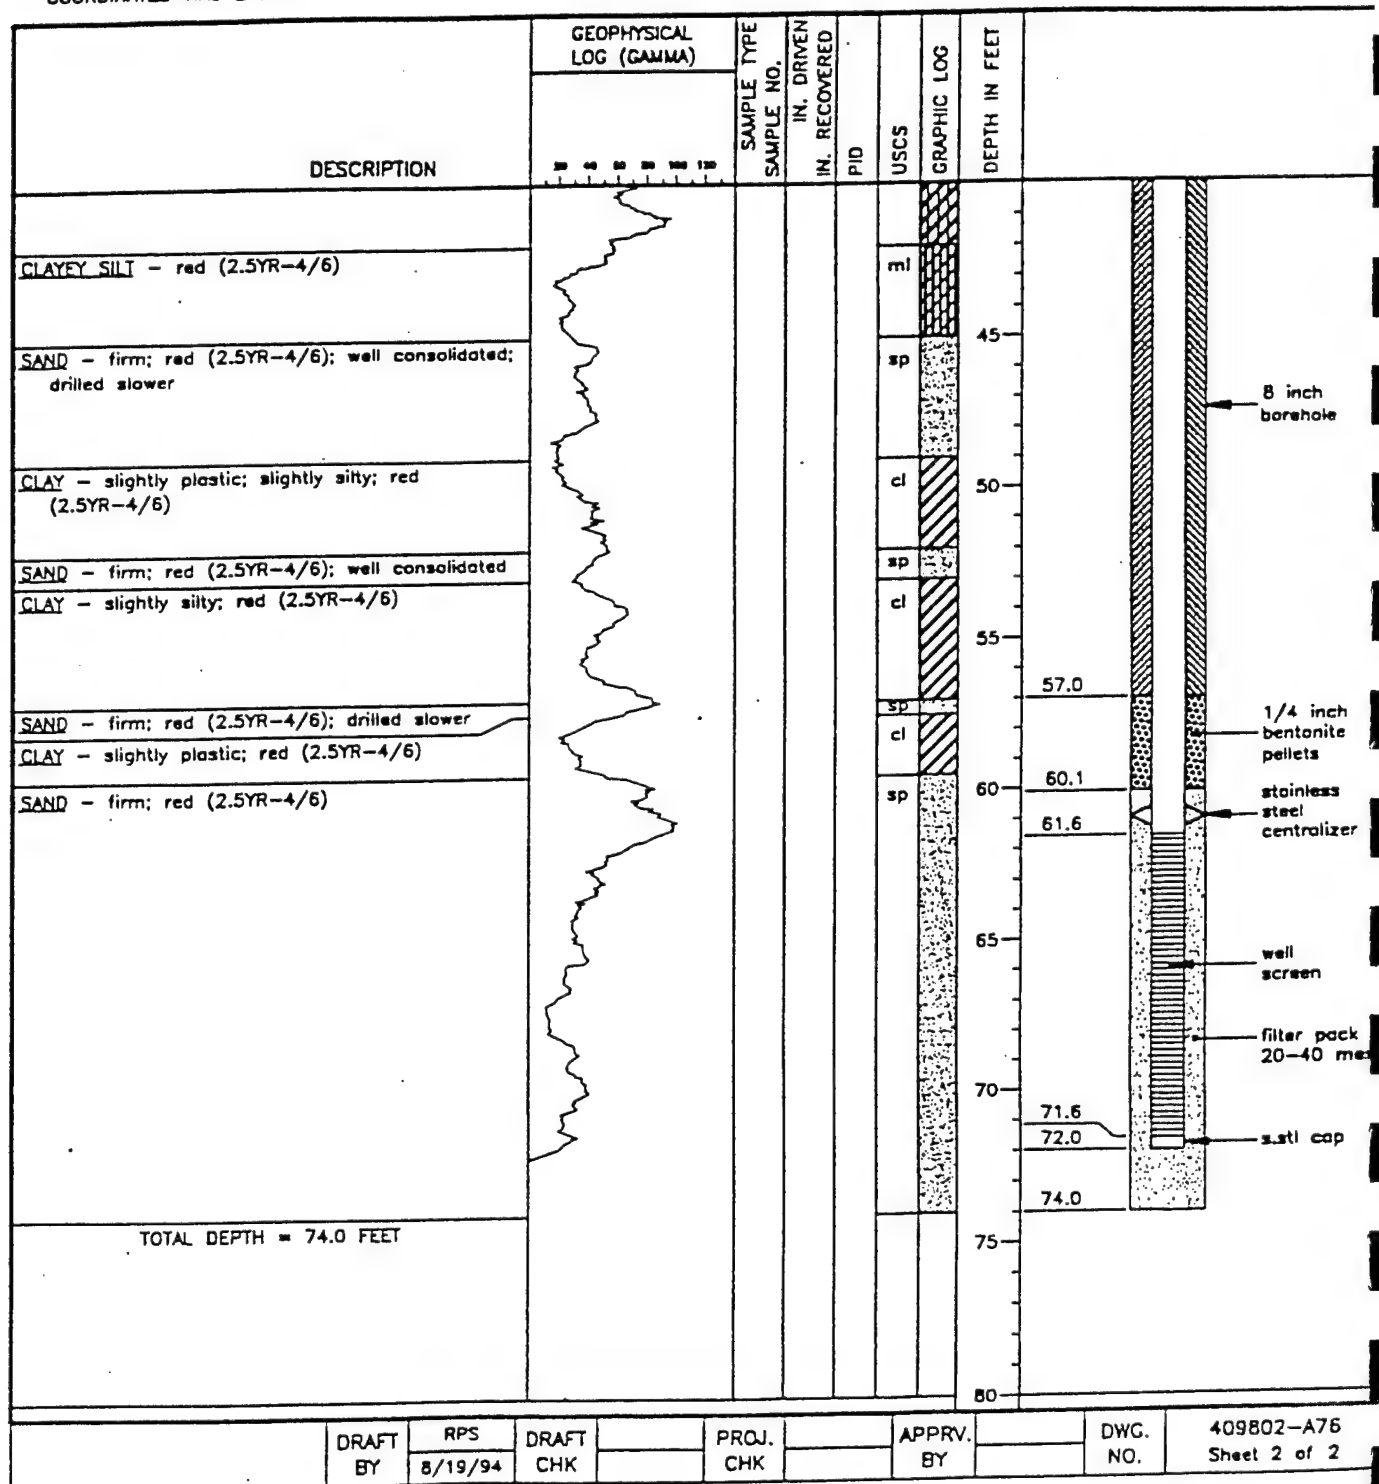 GEOPHYSICAL
LOG (GAMMA)
SAMPLE TYPE
SAMPLE NO.
IN. DRIVEN
IN. RECOVERED
PID
USCS
GRAPHIC LOG
DEPTH IN FEET
DESCRIPTION
20 40 60 80 100 120
CLAYEY SILT – red (2.5YR–4/6)
ml
45
SAND – firm; red (2.5YR–4/6); well consolidated;
drilled slower
sp
8 inch
borehole
CLAY – slightly plastic; slightly silty; red
(2.5YR–4/6)
cl
50
SAND – firm; red (2.5YR–4/6); well consolidated
sp
CLAY – slightly silty; red (2.5YR–4/6)
cl
55
57.0
SAND – firm; red (2.5YR–4/6); drilled slower
sp
1/4 inch
bentonite
pellets
CLAY – slightly plastic; red (2.5YR–4/6)
cl
60
60.1
SAND – firm; red (2.5YR–4/6)
sp
stainless
steel
centralizer
61.6
65
well
screen
filter pack
20–40 mes
70
71.6
72.0
s.stl cap
74.0
TOTAL DEPTH = 74.0 FEET
75
80
DRAFT
BY
RPS
8/19/94
DRAFT
CHK
PROJ.
CHK
APPRV.
BY
DWG.
NO.
409802–A76
Sheet 2 of 2